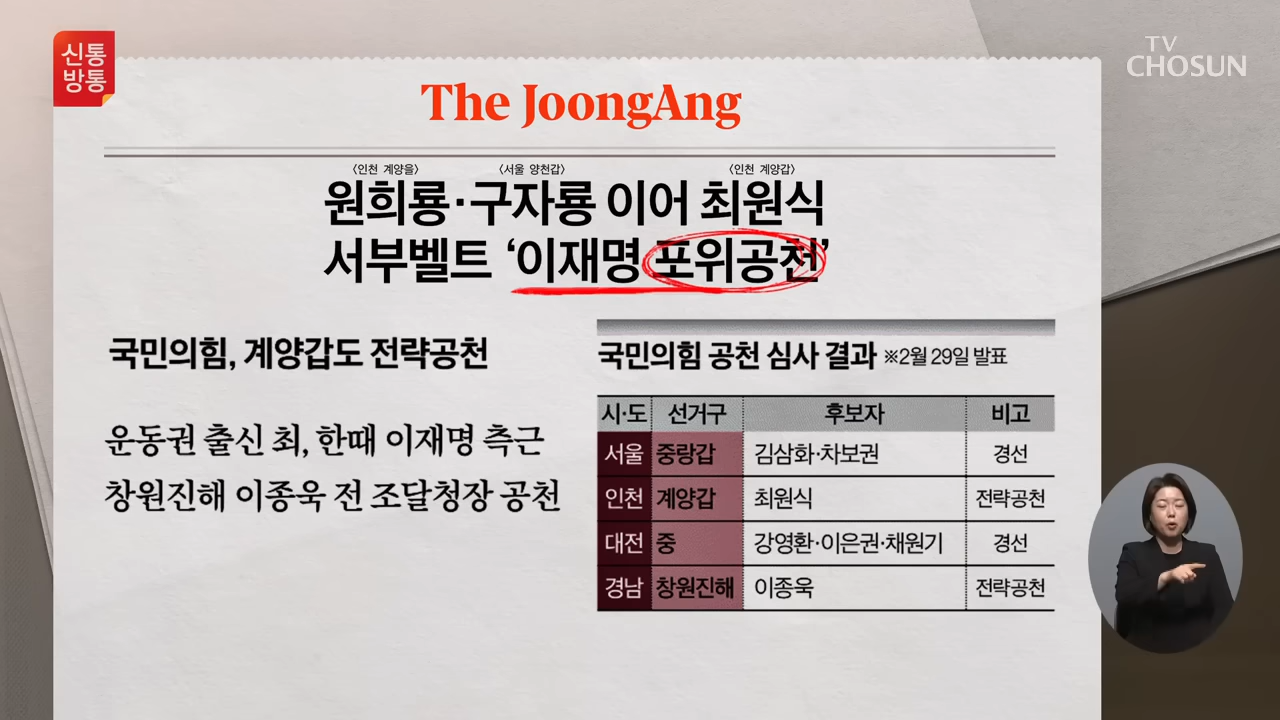 신통
방통
TV
CHOSUN
The JoongAng
〈인천 계양을〉 〈서울 양천갑〉 〈인천 계양갑〉
원희룡·구자룡 이어 최원식
서부벨트 ‘이재명 포위공천’
국민의힘, 계양갑도 전략공천
운동권 출신 최, 한때 이재명 측근
창원진해 이종욱 전 조달청장 공천
국민의힘 공천 심사 결과 ※2월 29일 발표
시·도 선거구 후보자 비고
서울 중랑갑 김삼화·차보권 경선
인천 계양갑 최원식 전략공천
대전 중 강영환·이은권·채원기 경선
경남 창원진해 이종욱 전략공천